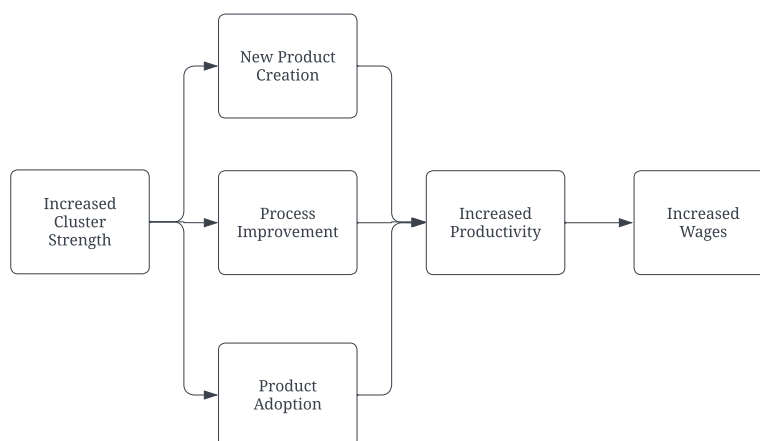 New Product
Creation
Increased
Cluster
Strength
Process
Improvement
Increased
Productivity
Increased
Wages
Product
Adoption